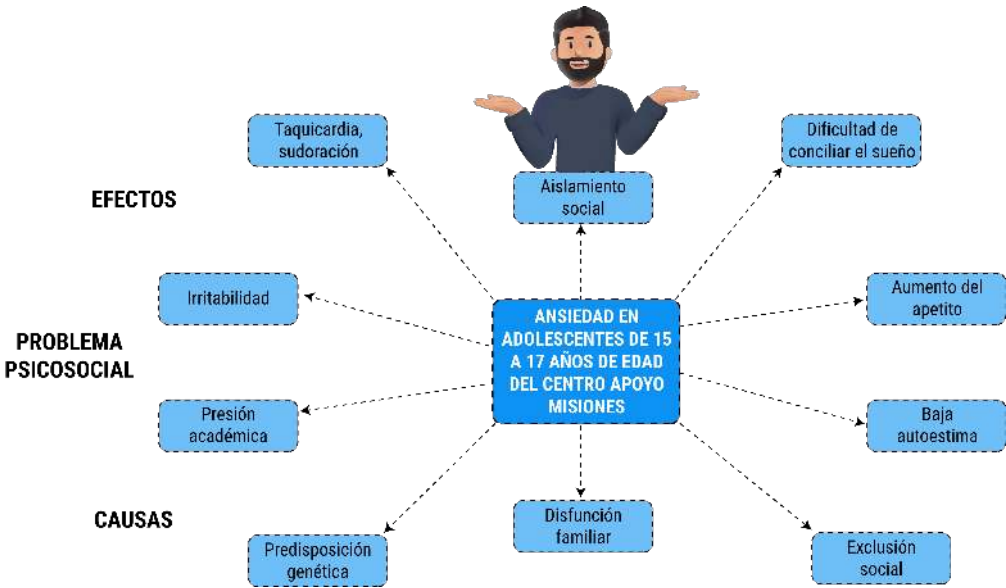 Taquicardia,
sudoración
Dificultad de
conciliar el sueño
EFECTOS
Aislamiento
social
Irritabilidad
Aumento del
apetito
PROBLEMA
PSICOSOCIAL
ANSIEDAD EN
ADOLESCENTES DE 15
A 17 AÑOS DE EDAD
DEL CENTRO APOYO
MISIONES
Presión
académica
Baja
autoestima
CAUSAS
Predisposición
genética
Disfunción
familiar
Exclusión
social